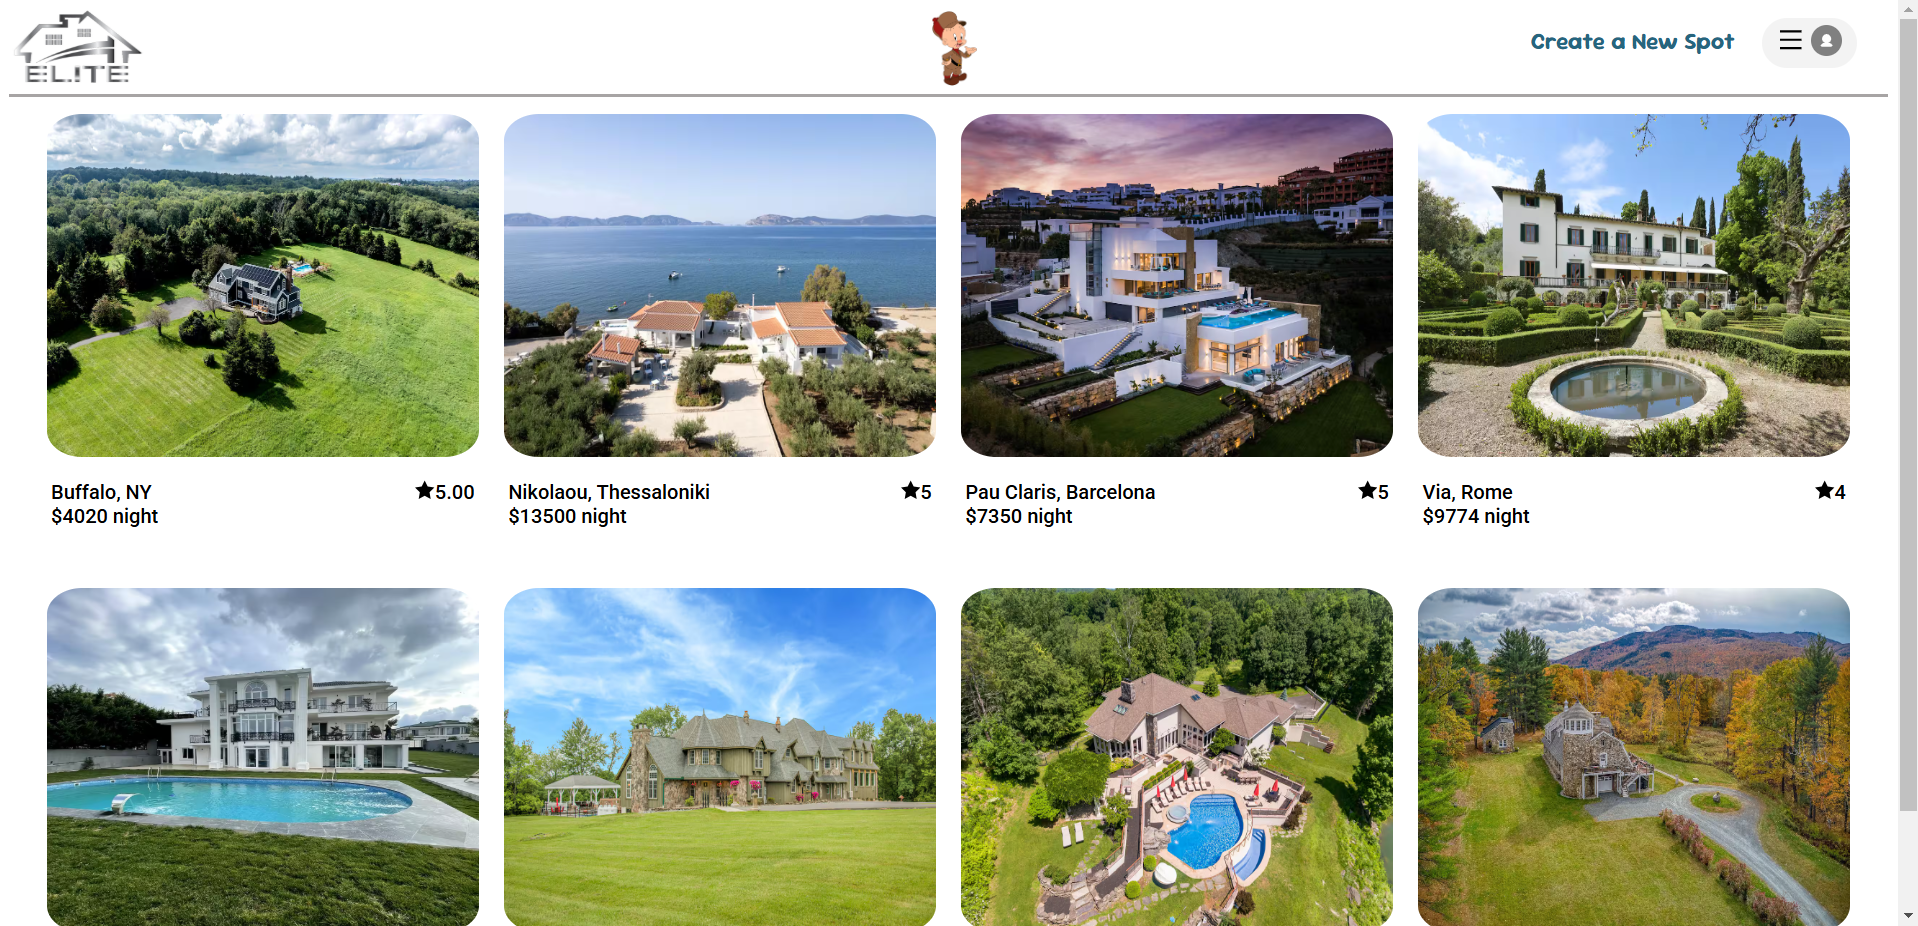 ELITE
Create a New Spot
Buffalo, NY
5.00
$4020 night
Nikolaou, Thessaloniki
5
$13500 night
Pau Claris, Barcelona
5
$7350 night
Via, Rome
4
$9774 night